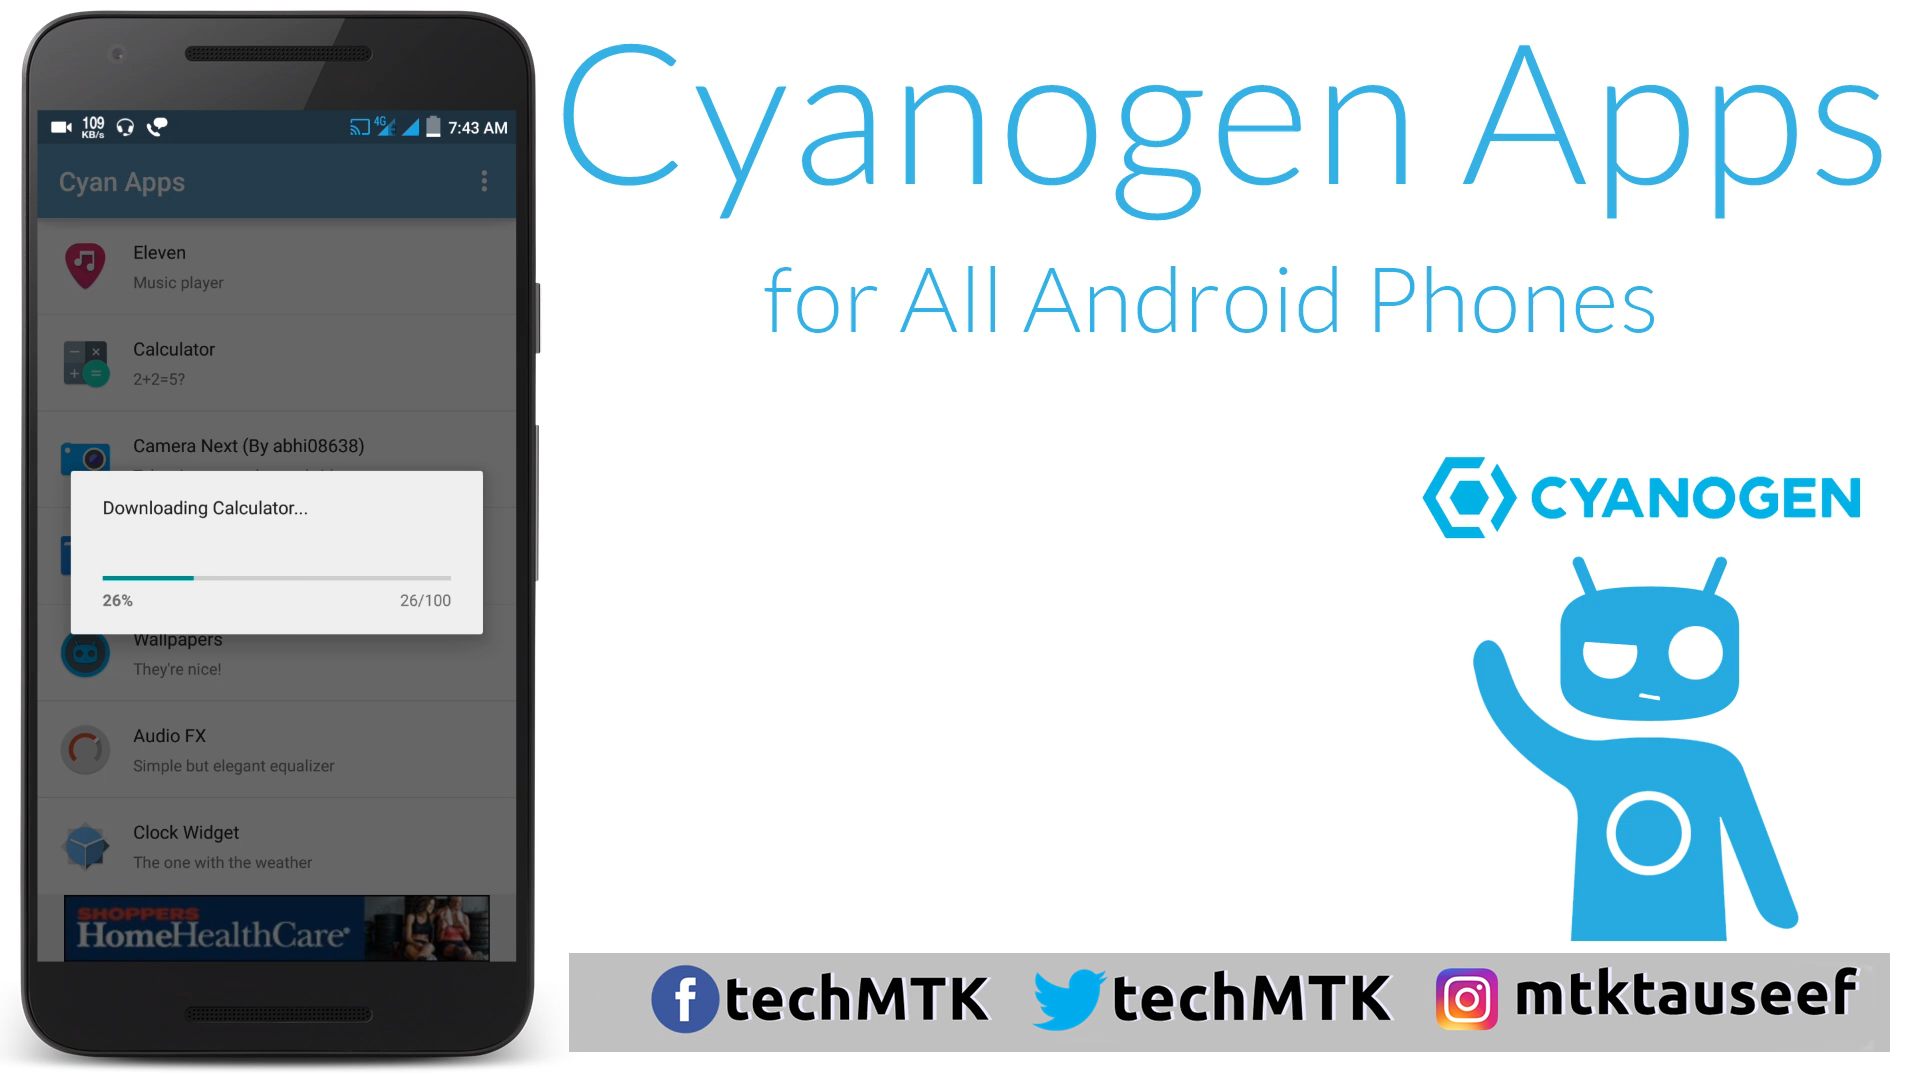 109
KB/s
4G
7:43 AM
Cyan Apps
Eleven
Music player
Calculator
2+2=5?
Camera Next (By abhi08638)
Downloading Calculator...
26%
26/100
Wallpapers
They're nice!
Audio FX
Simple but elegant equalizer
Clock Widget
The one with the weather
SHOPPERS
HomeHealthCare
Cyanogen Apps
for All Android Phones
CYANOGEN
techMTK
techMTK
mtktauseef